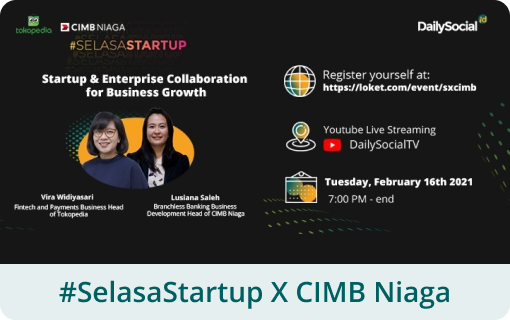 tokopedia
CIMB NIAGA
#SELASASTARTUP
DailySocial.id
Startup & Enterprise Collaboration
for Business Growth
Vira Widiyasari
Fintech and Payments Business Head
of Tokopedia
Lusiana Saleh
Branchless Banking Business
Development Head of CIMB Niaga
Register yourself at:
https://loket.com/event/sxcimb
Youtube Live Streaming
DailySocialTV
Tuesday, February 16th 2021
7:00 PM - end
#SelasaStartup X CIMB Niaga